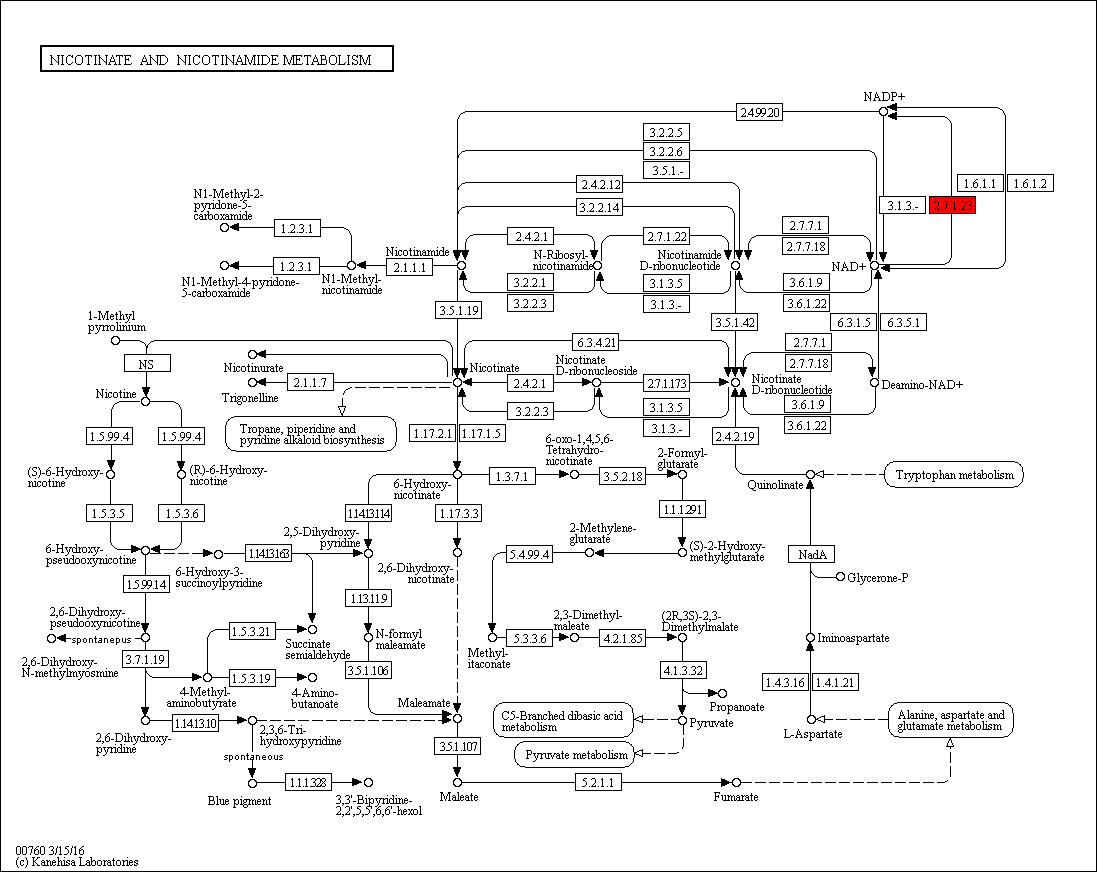 NICOTINATE AND NICOTINAMIDE METABOLISM
NADP+
2.4.99.20
3.2.2.5
3.2.2.6
3.5.1.-
2.4.2.12
3.2.2.14
1.6.1.1
1.6.1.2
3.1.3.-
2.7.1.23
N1-Methyl-2-
pyridone-5-
carboxamide
1.2.3.1
Nicotinamide
2.4.2.1
N-Ribosyl-
nicotinamide
2.7.1.22
Nicotinamide
D-ribonucleotide
2.7.7.1
2.7.7.18
NAD+
1.2.3.1
2.1.1.1
N1-Methyl-4-pyridone-
5-carboxamide
N1-Methyl-
nicotinamide
3.2.2.1
3.2.2.3
3.1.3.5
3.1.3.-
3.6.1.9
3.6.1.22
3.5.1.19
3.5.1.42
6.3.1.5
6.3.5.1
1-Methyl
pyrrolinium
NS
Nicotinurate
6.3.4.21
2.7.7.1
2.7.7.18
Nicotinate
Nicotinate
D-ribonucleoside
Nicotine
2.1.1.7
Trigonelline
2.4.2.1
2.7.1.173
Nicotinate
D-ribonucleotide
Deamino-NAD+
3.2.2.3
3.1.3.5
3.1.3.-
3.6.1.9
3.6.1.22
Tropane, piperidine and
pyridine alkaloid biosynthesis
1.5.99.4
1.5.99.4
1.17.2.1
1.17.1.5
2.4.2.19
(S)-6-Hydroxy-
nicotine
(R)-6-Hydroxy-
nicotine
6-Hydroxy-
nicotinate
1.3.7.1
6-oxo-1,4,5,6-
Tetrahydro-
nicotinate
3.5.2.18
2-Formyl-
glutarate
Quinolinate
Tryptophan metabolism
1.5.3.5
1.5.3.6
1.14.13.114
1.17.3.3
1.1.1.291
6-Hydroxy-
pseudooxynicotine
1.14.13.163
2,5-Dihydroxy-
pyridine
2,6-Dihydroxy-
nicotinate
5.4.99.4
2-Methylene-
glutarate
(S)-2-Hydroxy-
methylglutarate
NadA
6-Hydroxy-3-
succinoylpyridine
Glycerone-P
1.5.99.14
1.13.11.9
2,6-Dihydroxy-
pseudooxynicotine
spontanepus
1.5.3.21
Succinate
semialdehyde
N-formyl
maleamate
Methyl-
itaconate
5.3.3.6
2,3-Dimethyl-
maleate
4.2.1.85
(2R,3S)-2,3-
Dimethylmalate
Iminoaspartate
3.7.1.19
2,6-Dihydroxy-
N-methylmyosmine
4-Methyl-
aminobutyrate
1.5.3.19
4-Amino-
butanoate
3.5.1.106
4.1.3.32
Propanoate
1.4.3.16
1.4.1.21
2,6-Dihydroxy-
pyridine
1.14.13.10
2,3,6-Tri-
hydroxypyridine
Maleamate
C5-Branched dibasic acid
metabolism
Pyruvate
Pyruvate metabolism
L-Aspartate
Alanine, aspartate and
glutamate metabolism
spontaneous
3.5.1.107
Blue pigment
1.1.1.328
3,3'-Bipyridine-
2,2',5,5',6,6'-hexol
Maleate
5.2.1.1
Fumarate
00760 3/15/16
(c) Kanehisa Laboratories